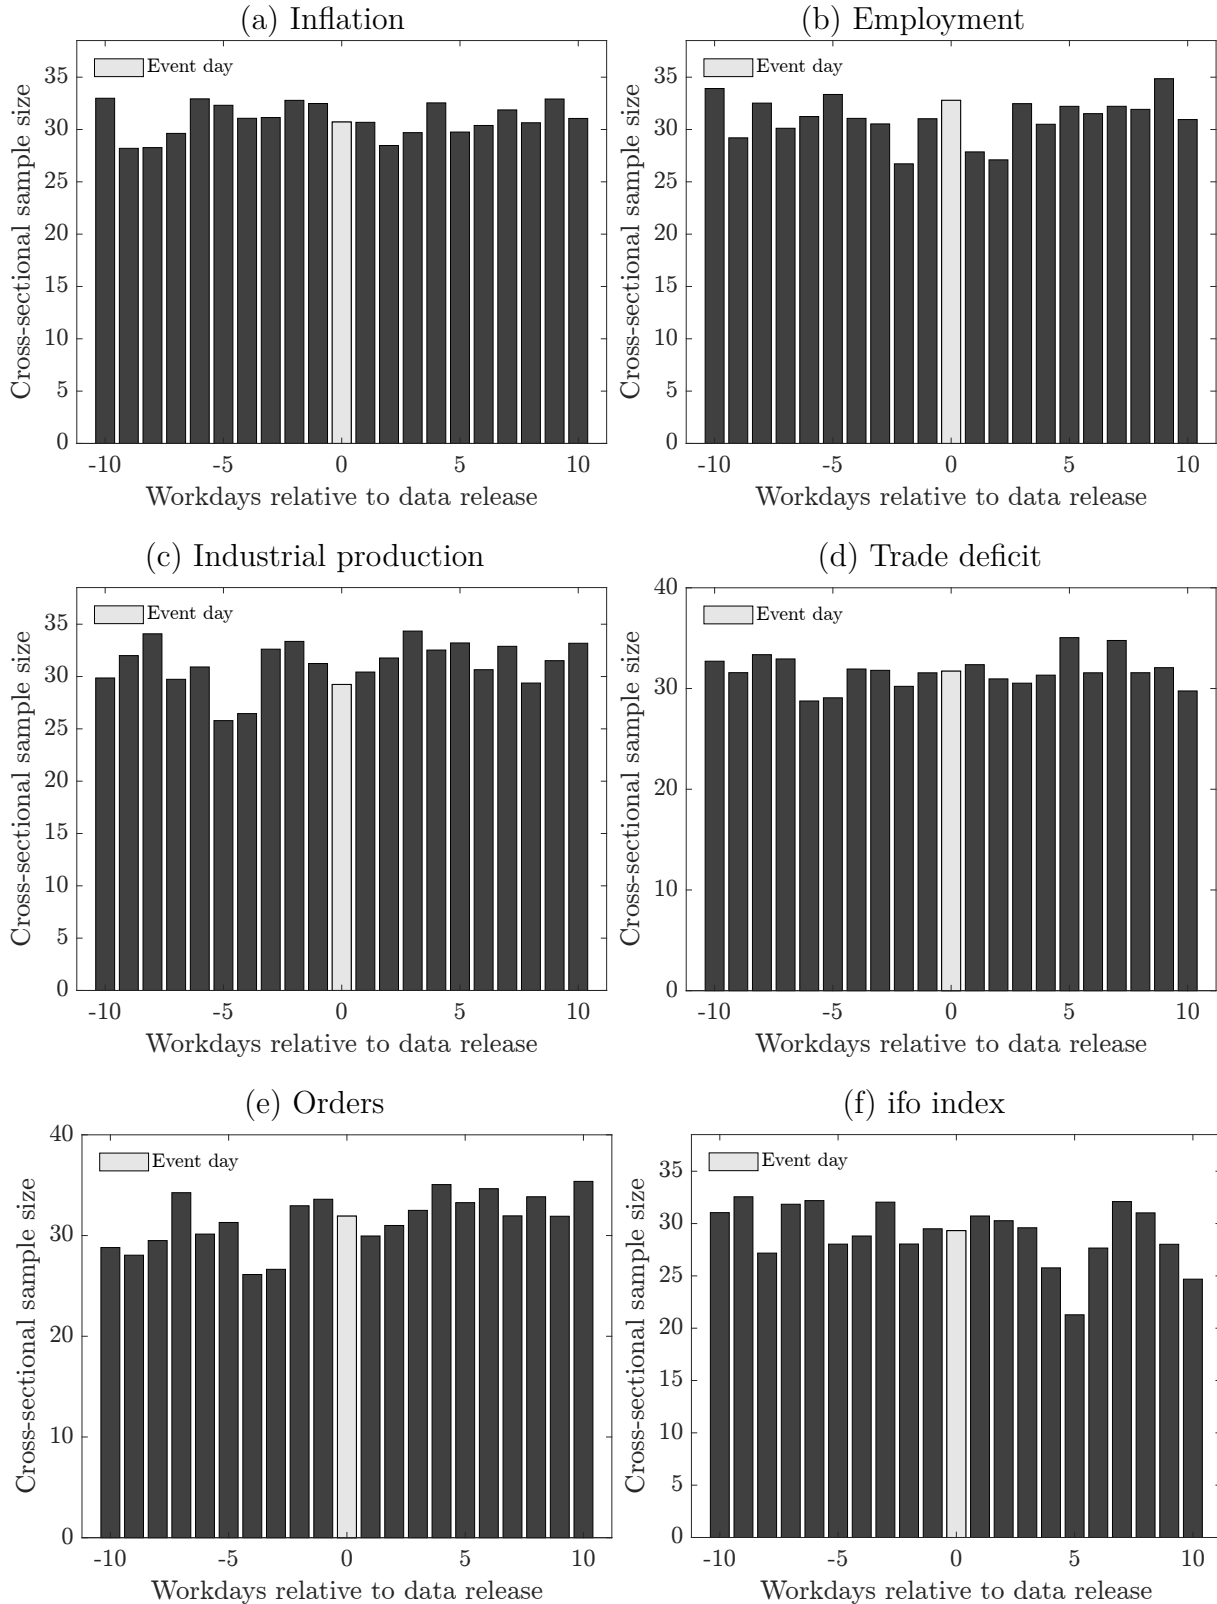 (a) Inflation
Event day
Cross-sectional sample size
35
30
25
20
15
10
5
0
-10 -5 0 5 10
Workdays relative to data release
(b) Employment
Event day
Cross-sectional sample size
35
30
25
20
15
10
5
0
-10 -5 0 5 10
Workdays relative to data release
(c) Industrial production
Event day
Cross-sectional sample size
35
30
25
20
15
10
5
0
-10 -5 0 5 10
Workdays relative to data release
(d) Trade deficit
Event day
Cross-sectional sample size
40
30
20
10
0
-10 -5 0 5 10
Workdays relative to data release
(e) Orders
Event day
Cross-sectional sample size
40
30
20
10
0
-10 -5 0 5 10
Workdays relative to data release
(f) ifo index
Event day
Cross-sectional sample size
35
30
25
20
15
10
5
0
-10 -5 0 5 10
Workdays relative to data release